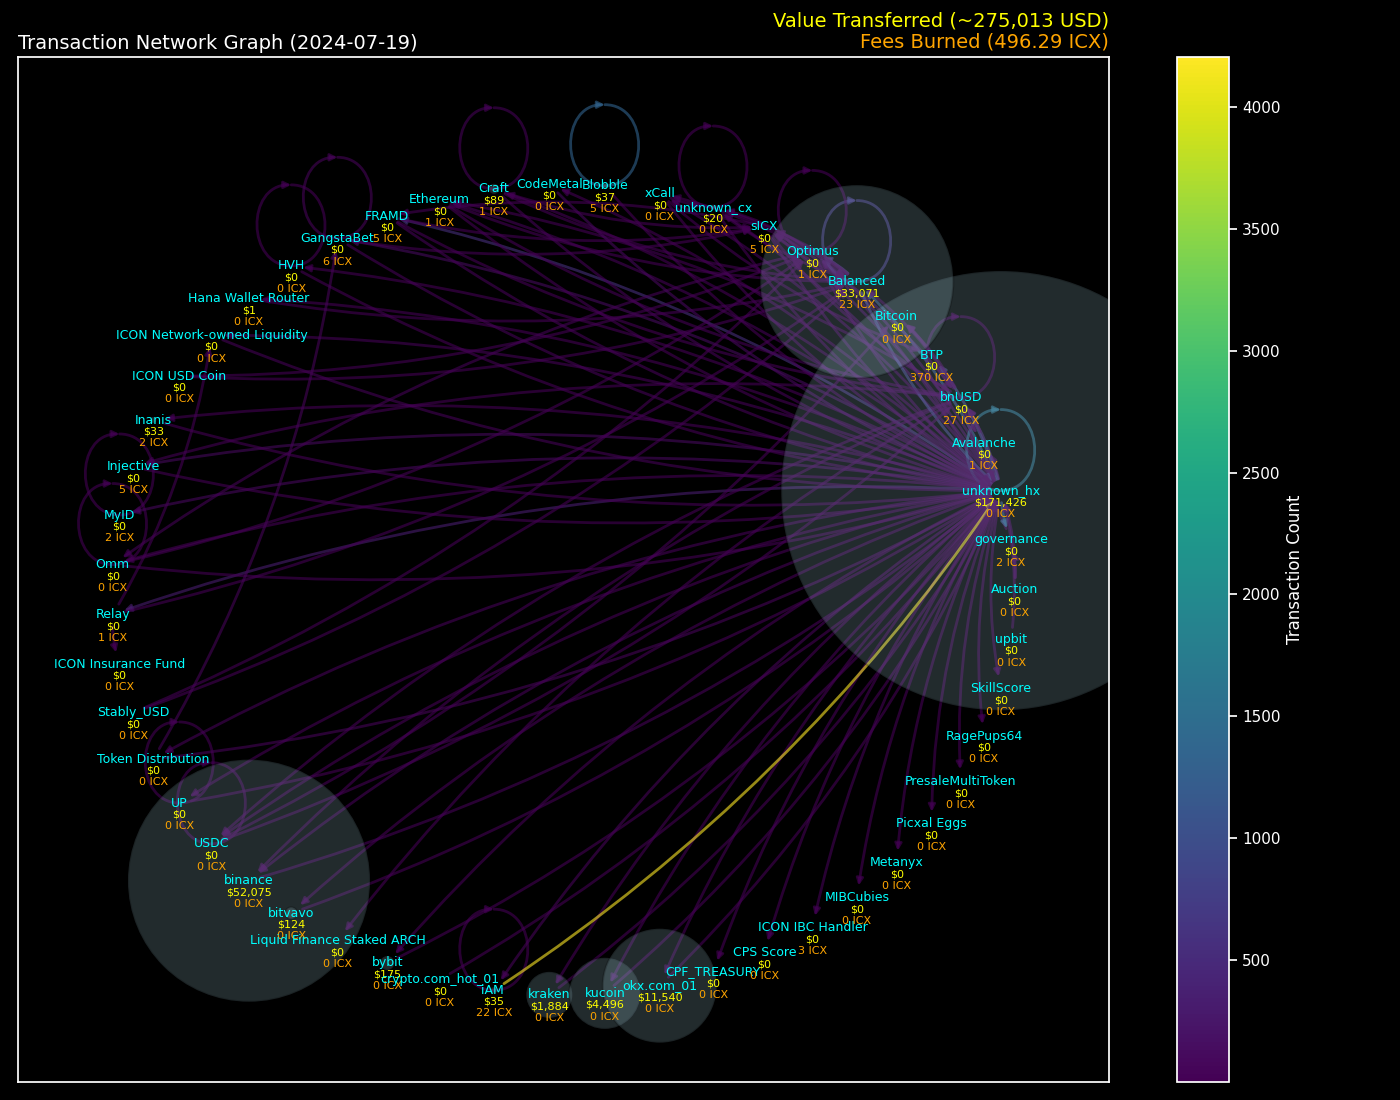 Value Transferred (~275,013 USD)
Transaction Network Graph (2024-07-19)
Fees Burned (496.29 ICX)
Craft
$89
1 ICX
CodeMetal
$0
0 ICX
Blobble
$37
5 ICX
xCall
$0
0 ICX
unknown_cx
$20
0 ICX
sICX
$0
5 ICX
Optimus
$0
1 ICX
Balanced
$33,071
23 ICX
Bitcoin
$0
0 ICX
BTP
$0
370 ICX
bnUSD
$0
27 ICX
Avalanche
$0
1 ICX
unknown_hx
$171,426
0 ICX
governance
$0
2 ICX
Auction
$0
0 ICX
upbit
$0
0 ICX
SkillScore
$0
0 ICX
RagePups64
$0
0 ICX
PresaleMultiToken
$0
0 ICX
Picxal Eggs
$0
0 ICX
Metanyx
$0
0 ICX
MIBCubies
$0
0 ICX
ICON IBC Handler
$0
3 ICX
CPS Score
$0
0 ICX
CPF_TREASURY
$0
0 ICX
okx.com_01
$11,540
0 ICX
kucoin
$4,496
0 ICX
kraken
$1,884
0 ICX
iAM
$35
22 ICX
crypto.com_hot_01
$0
0 ICX
bybit
$175
0 ICX
Liquid Finance Staked ARCH
$0
0 ICX
bitvavo
$124
0 ICX
binance
$52,075
0 ICX
USDC
$0
0 ICX
UP
$0
0 ICX
Token Distribution
$0
0 ICX
Stably_USD
$0
0 ICX
ICON Insurance Fund
$0
0 ICX
Relay
$0
1 ICX
Omm
$0
0 ICX
MyID
$0
2 ICX
Injective
$0
5 ICX
Inanis
$33
2 ICX
ICON USD Coin
$0
0 ICX
ICON Network-owned Liquidity
$0
0 ICX
Hana Wallet Router
$1
0 ICX
HVH
$0
0 ICX
GangstaBet
$0
6 ICX
FRAMD
$0
5 ICX
Ethereum
$0
1 ICX
4000
3500
3000
2500
2000
1500
1000
500
Transaction Count